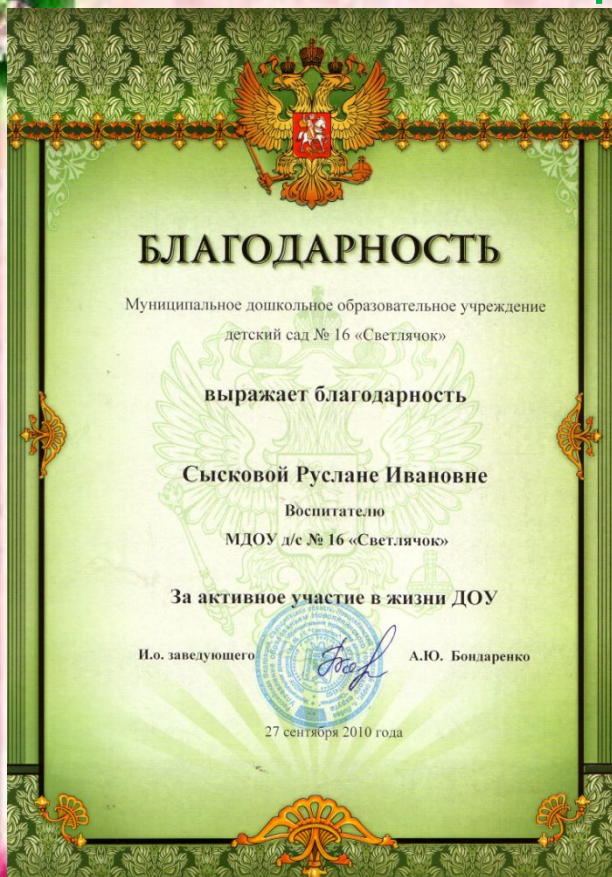 БЛАГОДАРНОСТЬ
Муниципальное дошкольное образовательное учреждение
детский сад № 16 «Светлячок»
выражает благодарность
Сысковой Руслане Ивановне
Воспитателю
МДОУ д/с № 16 «Светлячок»
За активное участие в жизни ДОУ
И.о. заведующего А.Ю. Бондаренко
27 сентября 2010 года